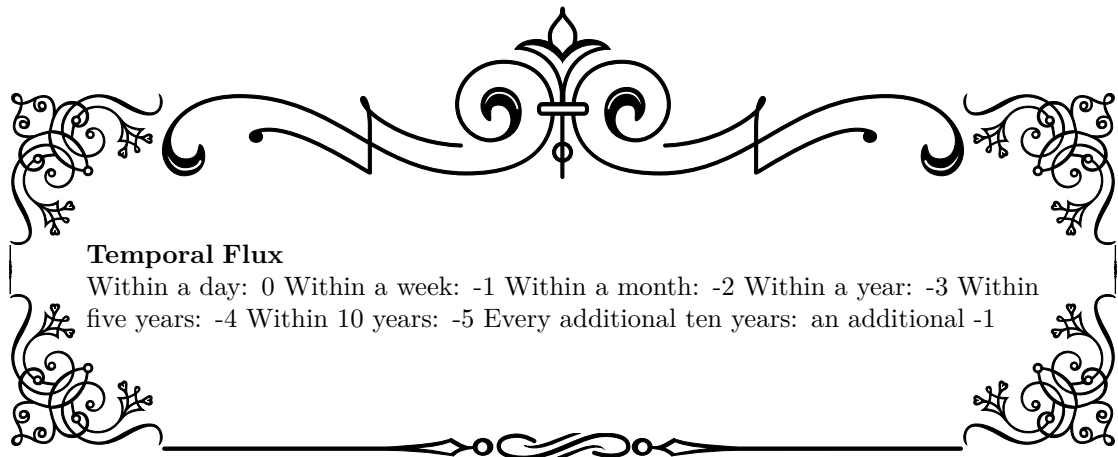 Temporal Flux
Within a day: 0 Within a week: -1 Within a month: -2 Within a year: -3 Within
five years: -4 Within 10 years: -5 Every additional ten years: an additional -1